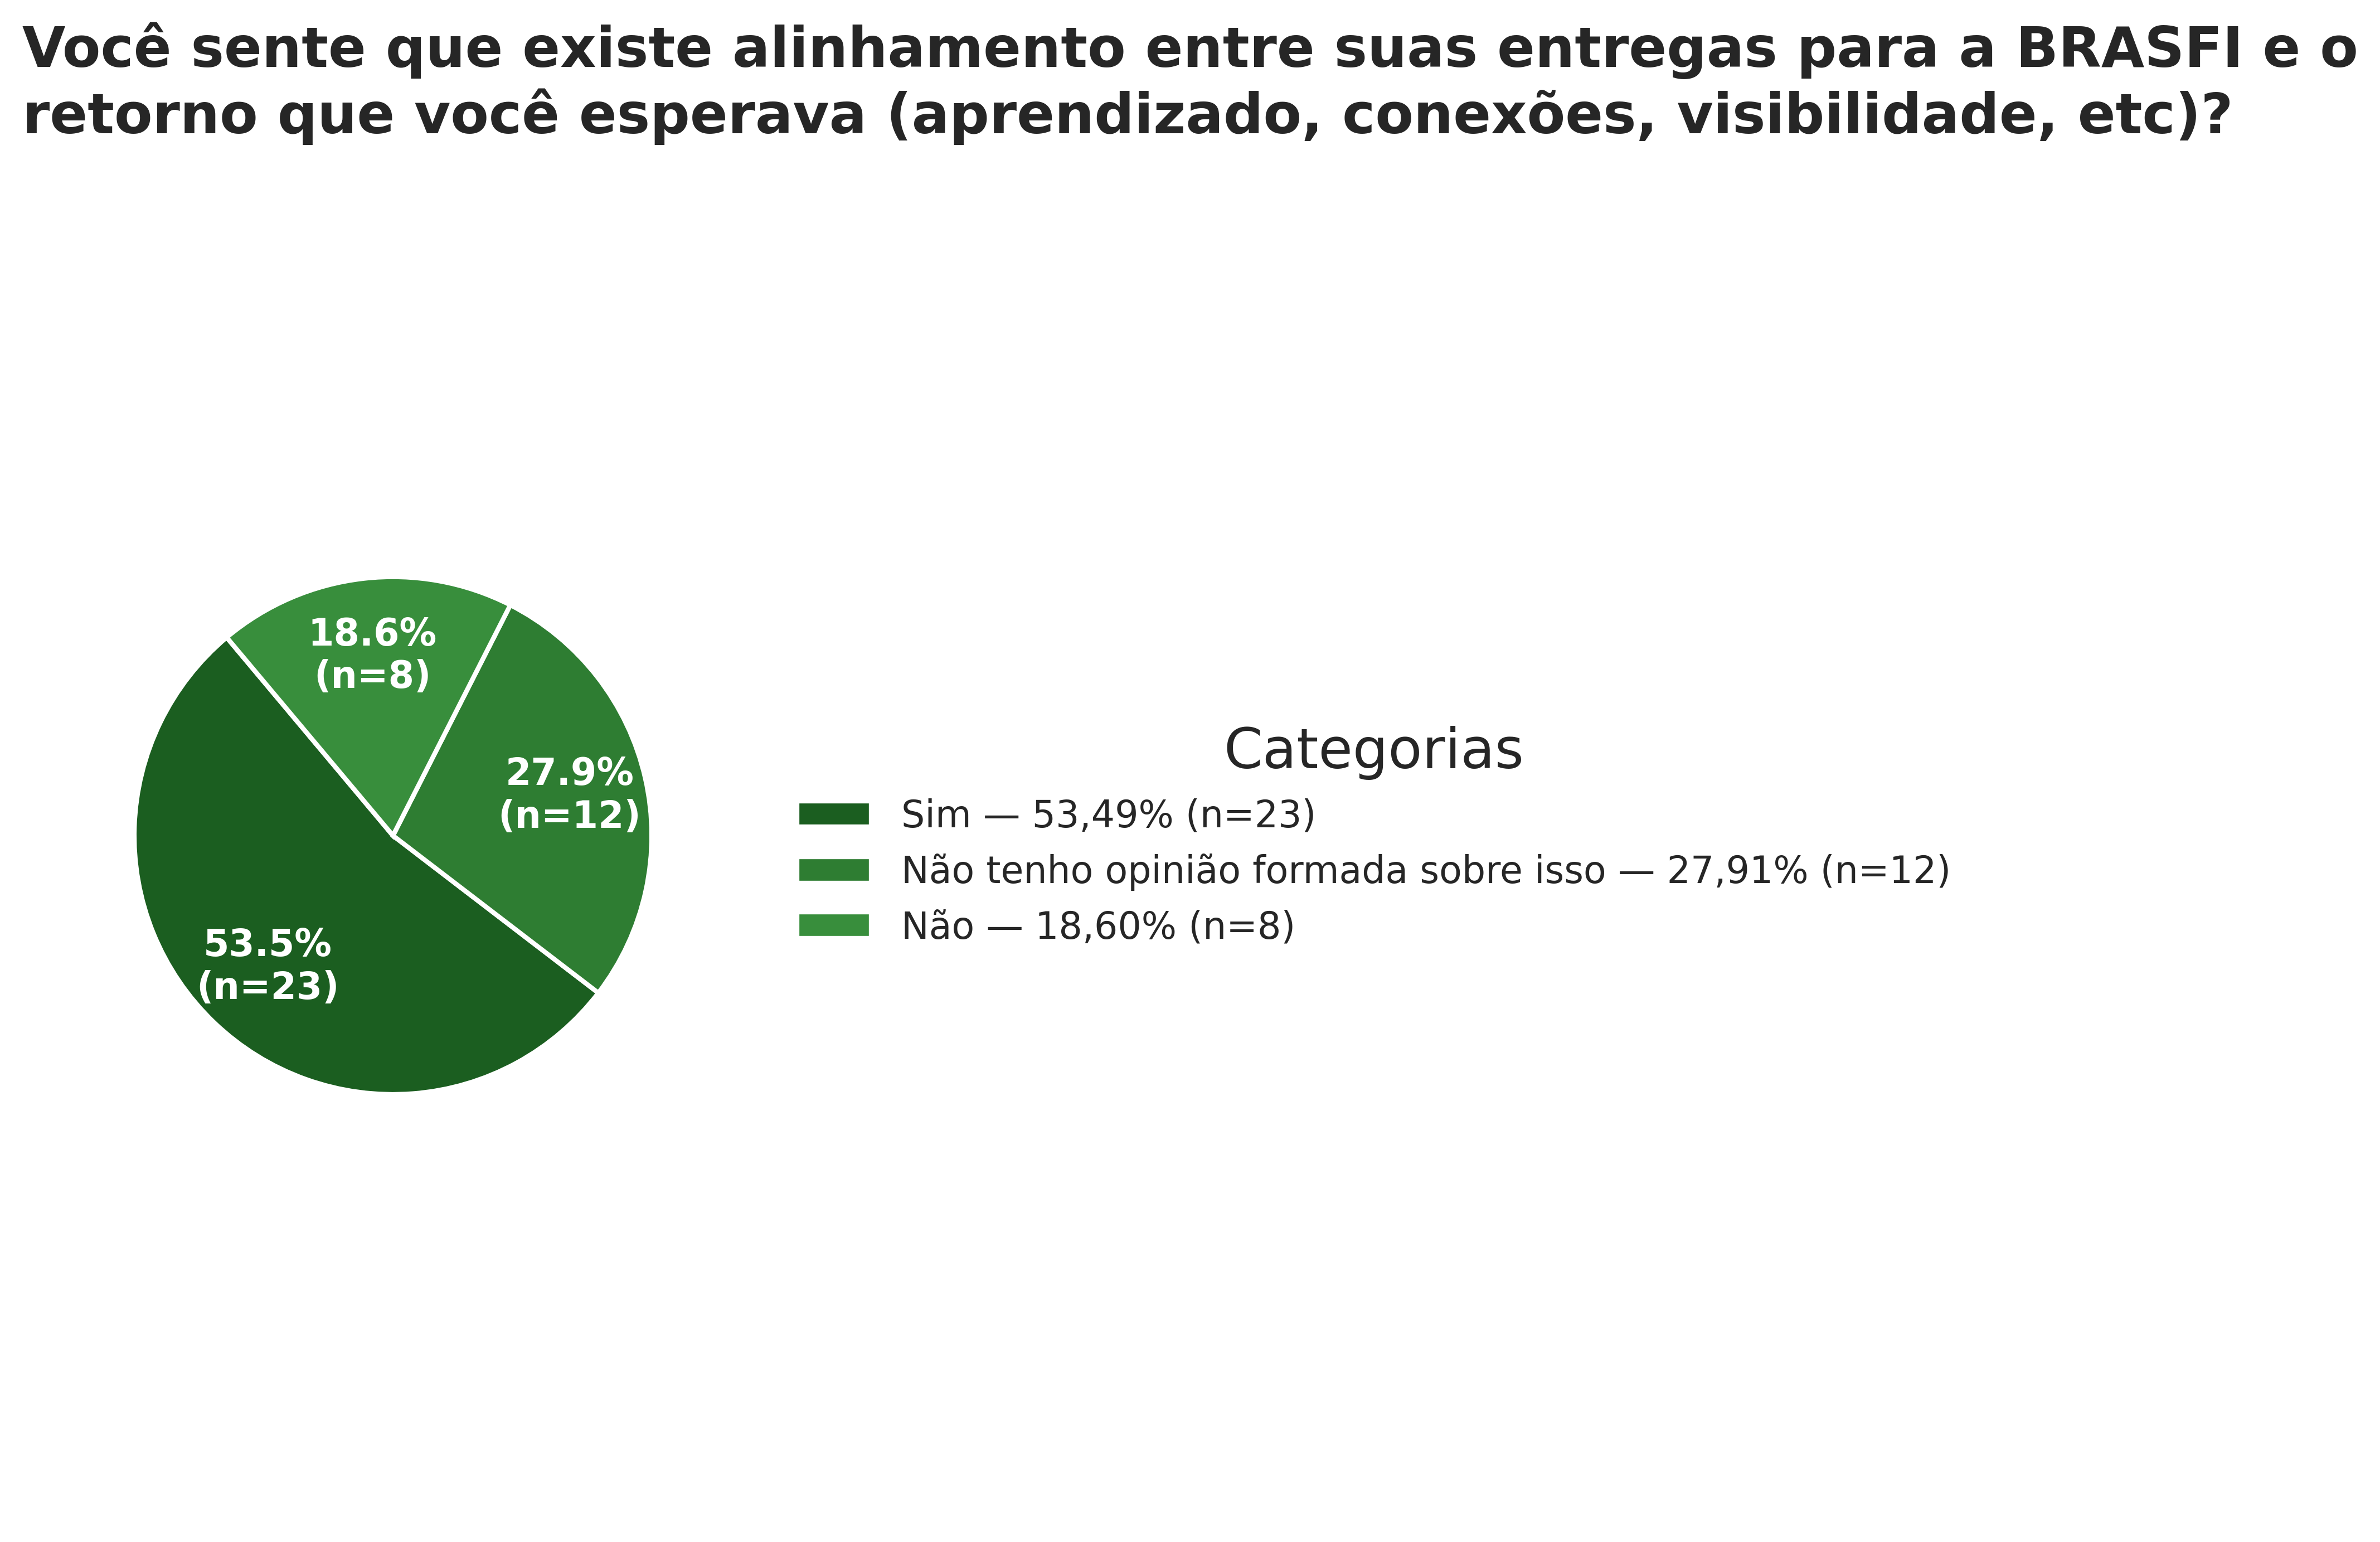 Você sente que existe alinhamento entre suas entregas para a BRASFI e o
retorno que você esperava (aprendizado, conexões, visibilidade, etc)?
18.6%
(n=8)
27.9%
(n=12)
53.5%
(n=23)
Categorias
Sim — 53,49% (n=23)
Não tenho opinião formada sobre isso — 27,91% (n=12)
Não — 18,60% (n=8)